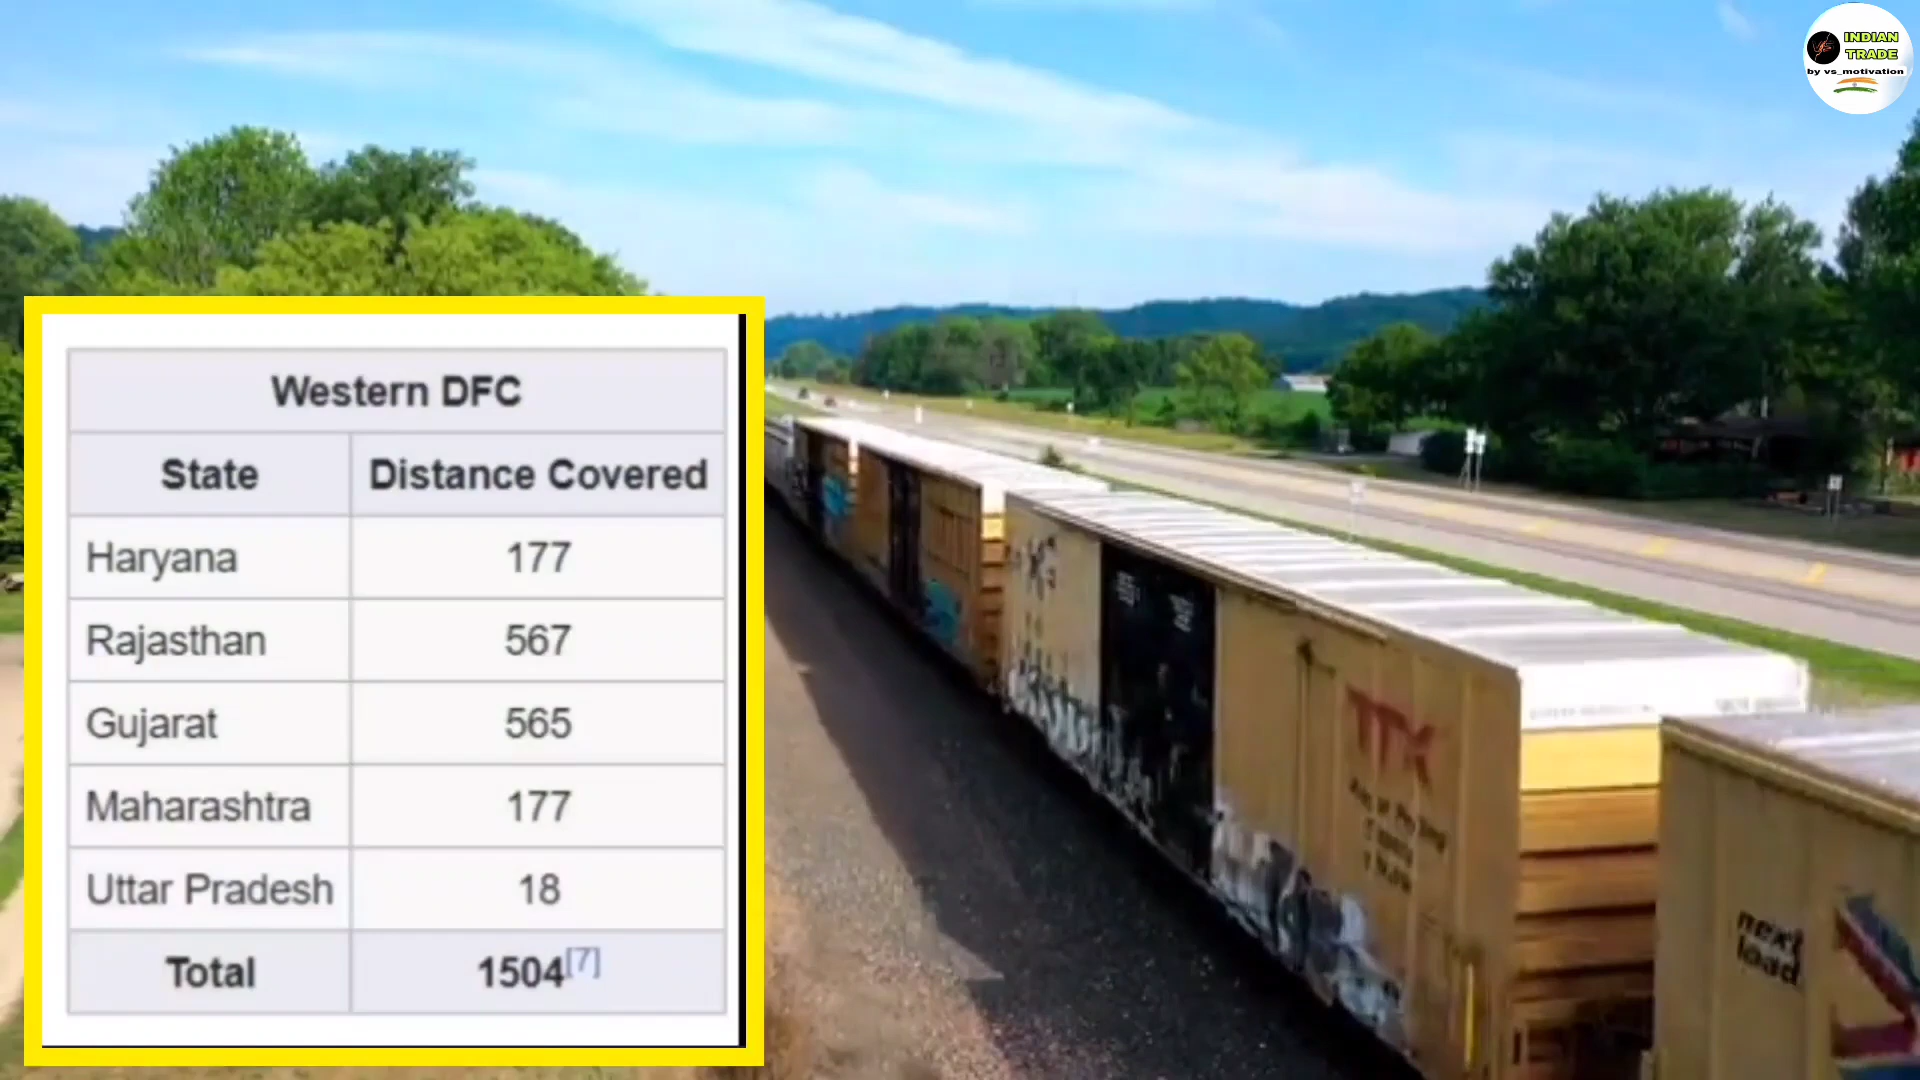 INDIAN
TRADE
by vs_motivation
Western DFC
State Distance Covered
Haryana 177
Rajasthan 567
Gujarat 565
Maharashtra 177
Uttar Pradesh 18
Total 1504[7]
TTX
next
load